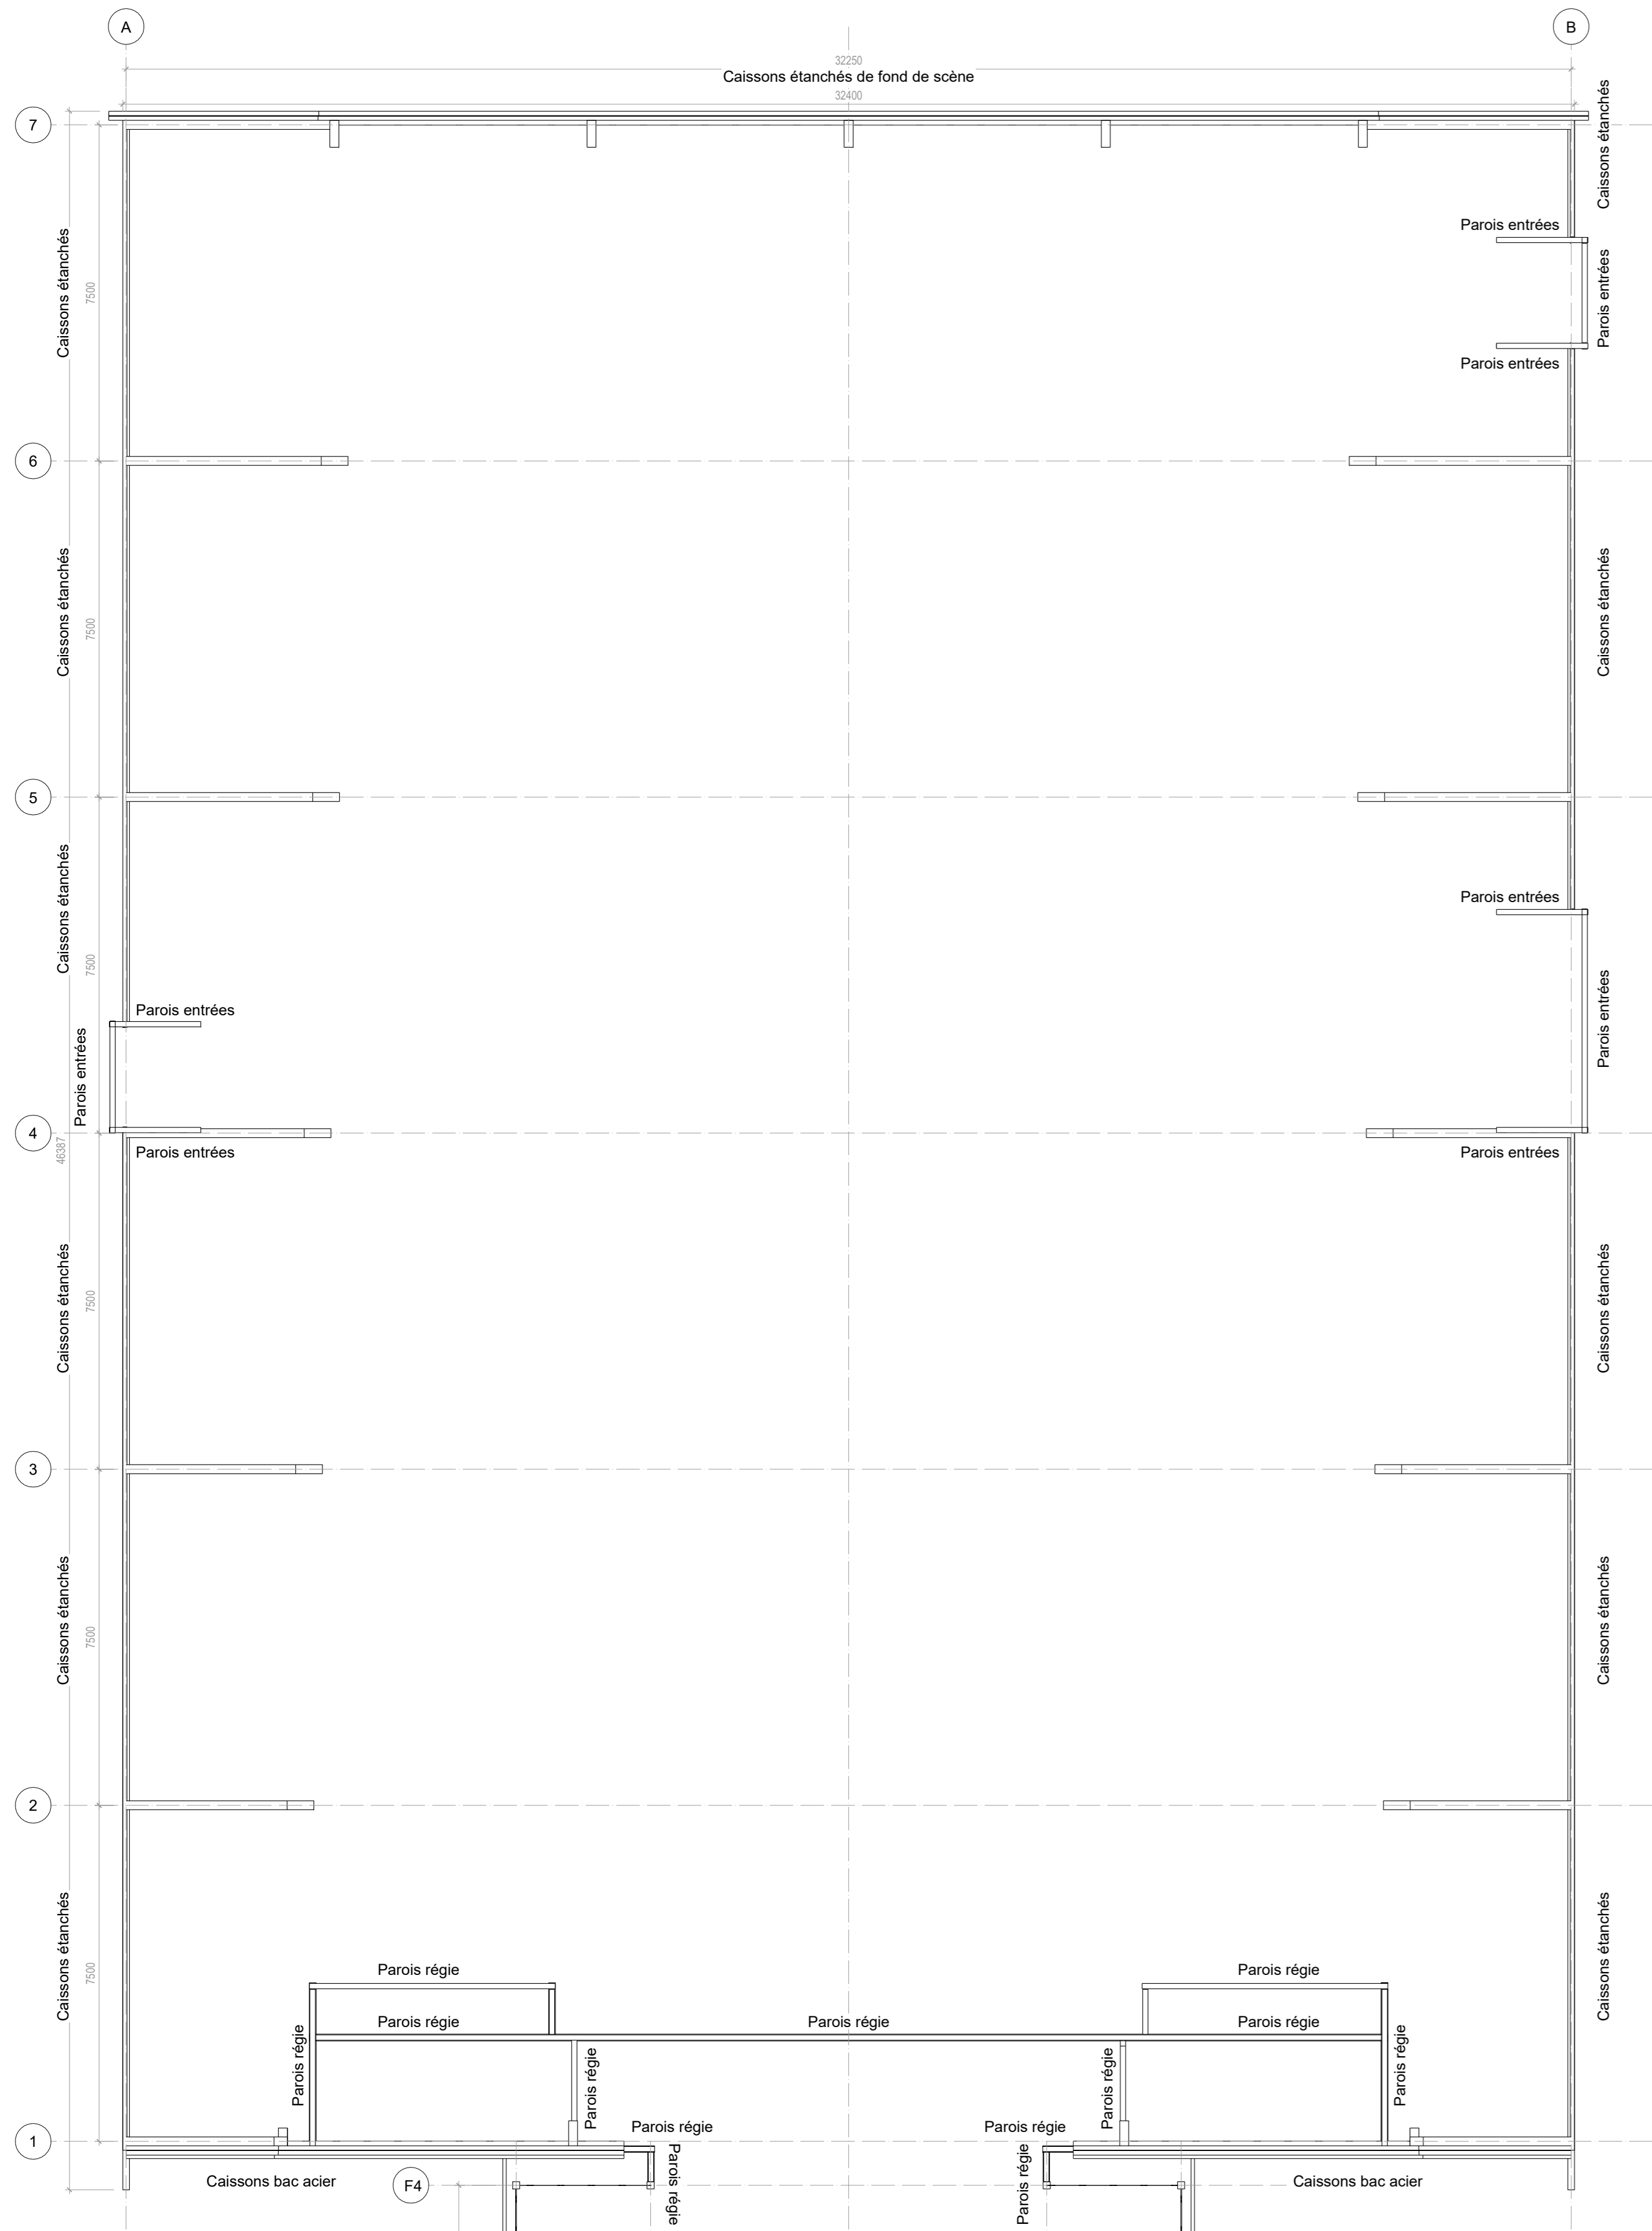 A
B
32250
Caissons étanchés de fond de scène
32400
7
Caissons étanchés
Parois entrées
Caissons étanchés
7500
Parois entrées
Parois entrées
6
Caissons étanchés
7500
Caissons étanchés
5
Caissons étanchés
Parois entrées
7500
Parois entrées
Parois entrées
Parois entrées
4
46387
Parois entrées
Parois entrées
Caissons étanchés
7500
Caissons étanchés
3
Caissons étanchés
7500
Caissons étanchés
2
Caissons étanchés
7500
Caissons étanchés
Parois régie
Parois régie
Parois régie
Parois régie
Parois régie
Parois régie
Parois régie
Parois régie
Parois régie
Parois régie
Parois régie
1
Parois régie
Parois régie
Parois régie
Caissons bac acier
F4
Caissons bac acier